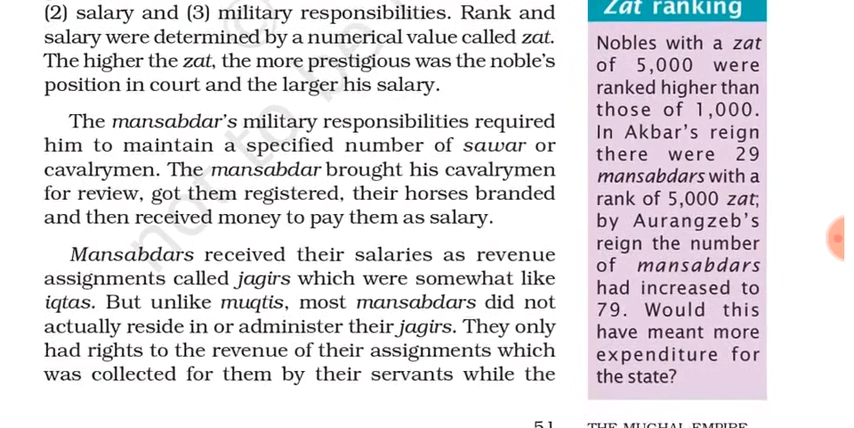 (2) salary and (3) military responsibilities. Rank and
salary were determined by a numerical value called zat.
The higher the zat, the more prestigious was the noble's
position in court and the larger his salary.
The mansabdar's military responsibilities required
him to maintain a specified number of sawar or
cavalrymen. The mansabdar brought his cavalrymen
for review, got them registered, their horses branded
and then received money to pay them as salary.
Mansabdars received their salaries as revenue
assignments called jagirs which were somewhat like
iqtas. But unlike muqtis, most mansabdars did not
actually reside in or administer their jagirs. They only
had rights to the revenue of their assignments which
was collected for them by their servants while the
Zat ranking
Nobles with a zat
of 5,000 were
ranked higher than
those of 1,000.
In Akbar's reign
there were 29
mansabdars with a
rank of 5,000 zat;
by Aurangzeb's
reign the number
of mansabdars
had increased to
79. Would this
have meant more
expenditure for
the state?
51 THE MUGHAL EMPIRE
not to be